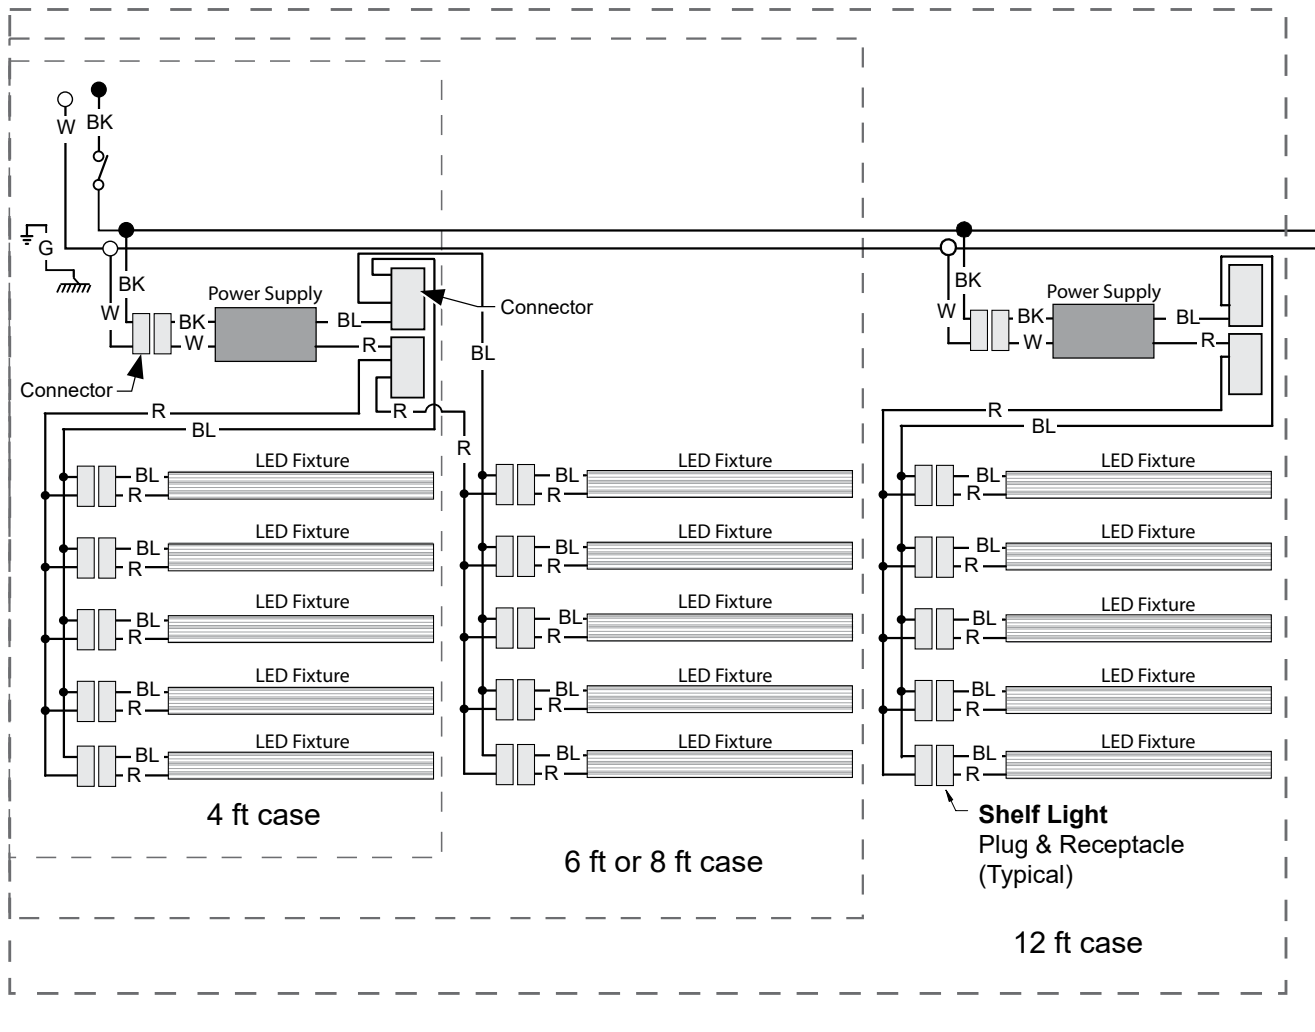 W
BK
G
BK
W
Power Supply
BK
W
BL
R
Connector
Connector
R
BL
R
BL
R
BK
W
Power Supply
BK
W
BL
R
R
BL
LED Fixture
BL
R
LED Fixture
BL
R
LED Fixture
BL
R
LED Fixture
BL
R
LED Fixture
BL
R
4 ft case
LED Fixture
BL
R
LED Fixture
BL
R
LED Fixture
BL
R
LED Fixture
BL
R
LED Fixture
BL
R
6 ft or 8 ft case
LED Fixture
BL
R
LED Fixture
BL
R
LED Fixture
BL
R
LED Fixture
BL
R
LED Fixture
BL
R
Shelf Light
Plug & Receptacle
(Typical)
12 ft case